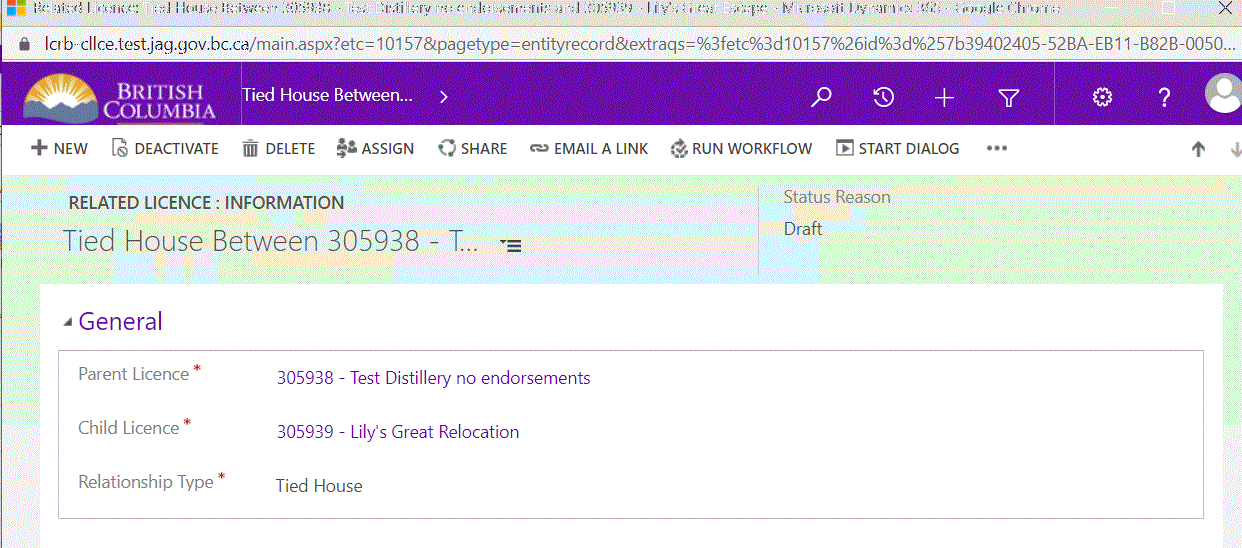 Related Licence: Tied House Between 305938 - Test Distillery no endorsements and 305939 - Lily's Great Escape - Microsoft Dynamics 365 - Google Chrome
lcrb-cllce.test.jag.gov.bc.ca/main.aspx?etc=10157&pagetype=entityrecord&extraqs=%3fetc%3d10157%26id%3d%257b39402405-52BA-EB11-B82B-0050...
BRITISH COLUMBIA
Tied House Between...
NEW DEACTIVATE DELETE ASSIGN SHARE EMAIL A LINK RUN WORKFLOW START DIALOG
RELATED LICENCE : INFORMATION
Tied House Between 305938 - T...
Status Reason
Draft
General
Parent Licence * 305938 - Test Distillery no endorsements
Child Licence * 305939 - Lily's Great Relocation
Relationship Type * Tied House